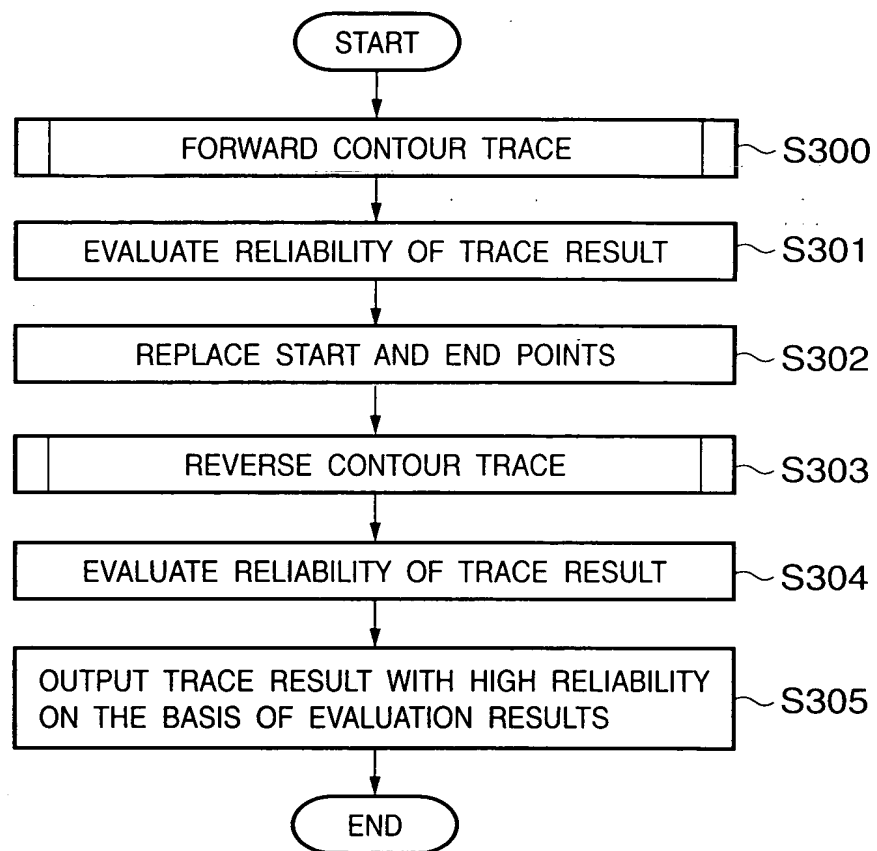 START
FORWARD CONTOUR TRACE
S300
EVALUATE RELIABILITY OF TRACE RESULT
S301
REPLACE START AND END POINTS
S302
REVERSE CONTOUR TRACE
S303
EVALUATE RELIABILITY OF TRACE RESULT
S304
OUTPUT TRACE RESULT WITH HIGH RELIABILITY
ON THE BASIS OF EVALUATION RESULTS
S305
END